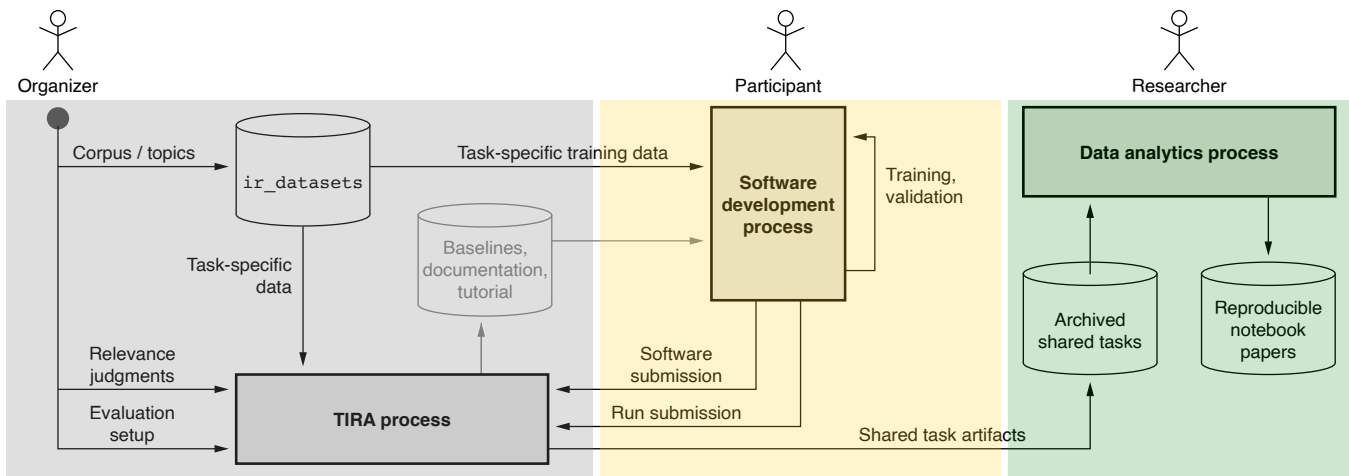 Organizer
Participant
Researcher
Corpus / topics
ir_datasets
Task-specific training data
Software
development
process
Training,
validation
Data analytics process
Task-specific
data
Baselines,
documentation,
tutorial
Archived
shared tasks
Reproducible
notebook
papers
Relevance
judgments
Software
submission
Evaluation
setup
TIRA process
Run submission
Shared task artifacts